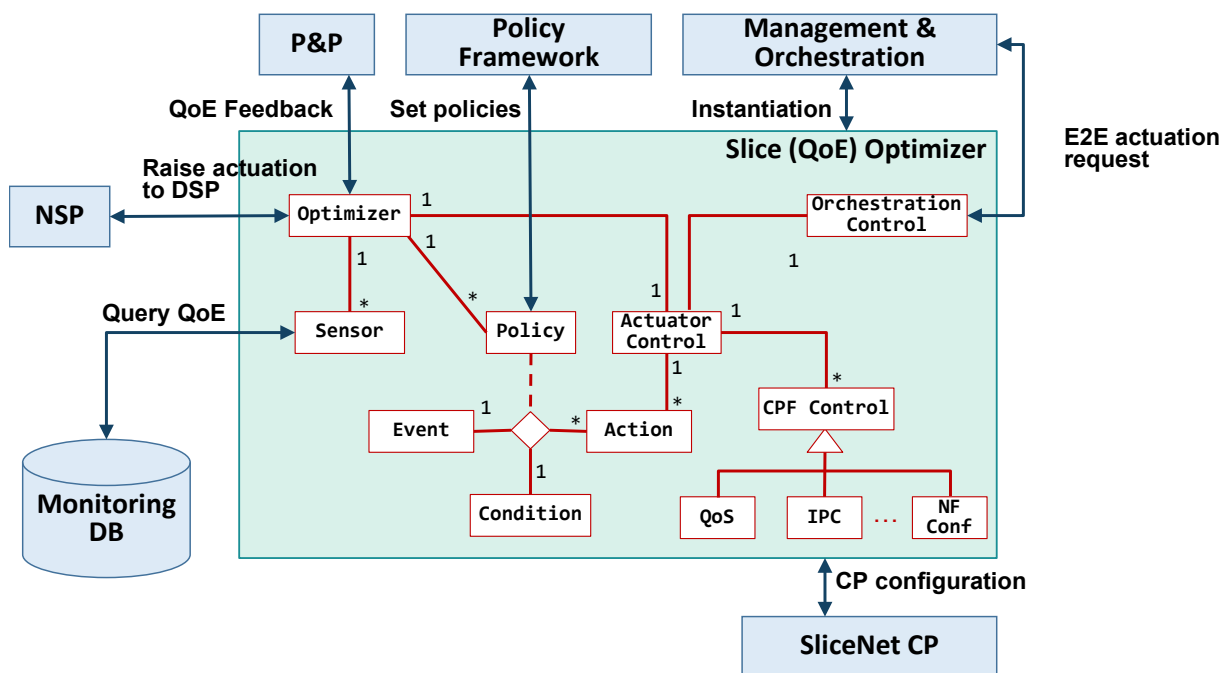 P&P
Policy
Framework
Management &
Orchestration
QoE Feedback
Set policies
Instantiation
E2E actuation
request
Slice (QoE) Optimizer
Raise actuation
to DSP
NSP
Optimizer
1
1
1
Orchestration
Control
1
Query QoE
*
*
1
1
Sensor
Policy
Actuator
Control
1
*
*
CPF Control
Event
1
*
Action
1
Condition
QoS
IPC
...
NF
Conf
Monitoring
DB
CP configuration
SliceNet CP